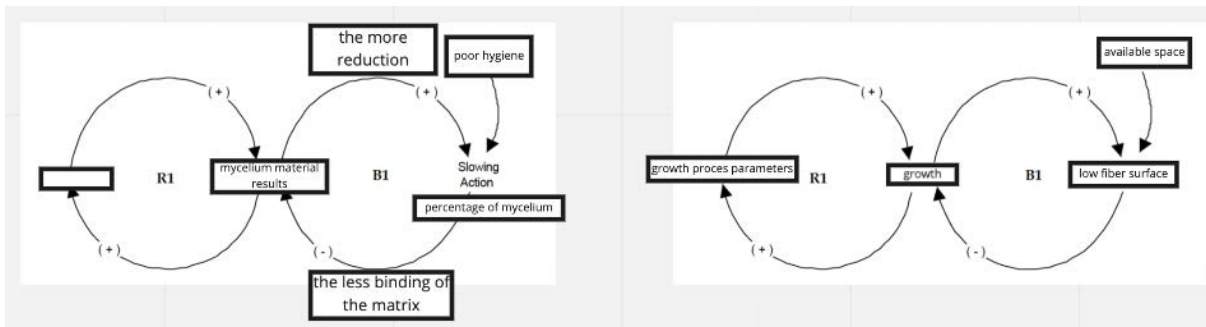 the more
reduction
poor hygiene
(+)
(+)
mycelium material
results
R1
B1
Slowing
Action
percentage of mycelium
(+)
(-)
the less binding of
the matrix
available space
(+)
(+)
growth proces parameters
R1
growth
B1
low fiber surface
(+)
(-)